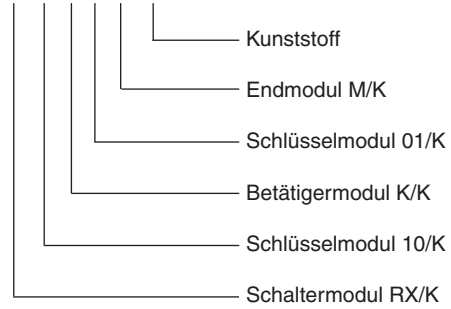 Kunststoff
Endmodul M/K
Schlüsselmodul 01/K
Betätigermodul K/K
Schlüsselmodul 10/K
Schaltermodul RX/K